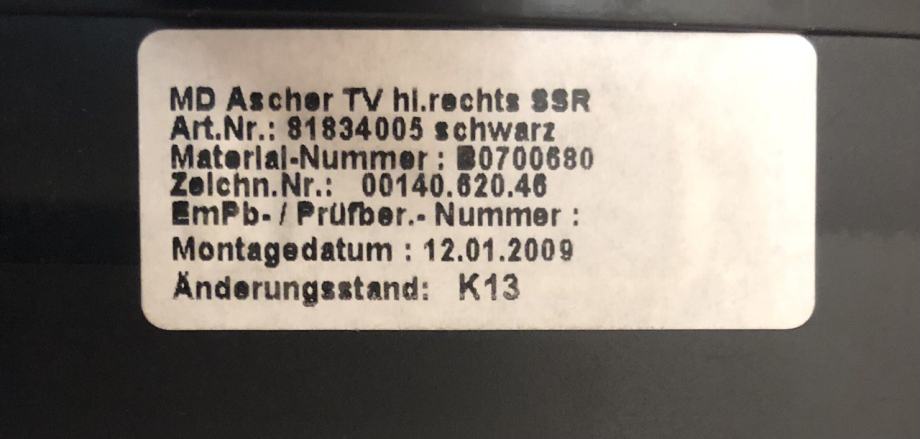 MD Ascher TV hl.rechts SSR
Art.Nr.: 81834005 schwarz
Material-Nummer : B0700680
Zeichn.Nr.: 00140.620.46
EmPb- / Prüfber.- Nummer :
Montagedatum : 12.01.2009
Änderungsstand: K13